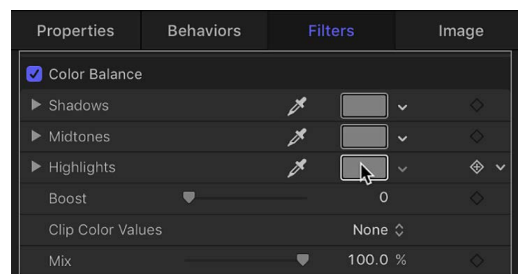 Properties Behaviors Filters Image
Color Balance
Shadows
Midtones
Highlights
Boost 0
Clip Color Values None
Mix 100.0 %